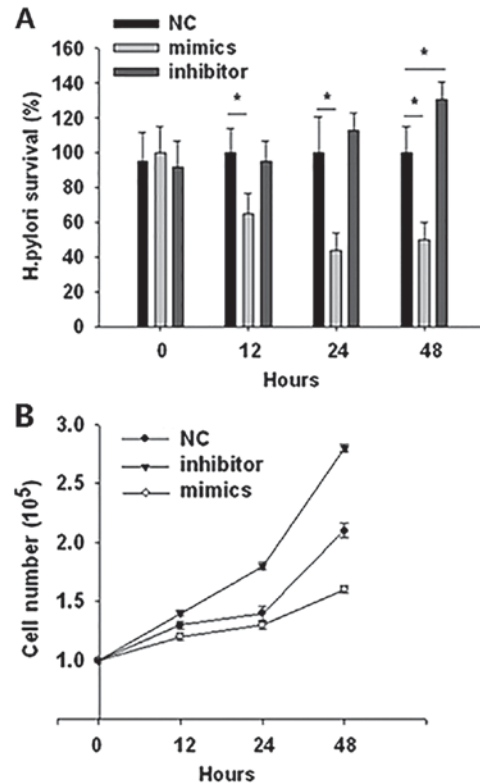 A
NC
mimics
inhibitor
160
140
120
100
80
60
40
20
0
H.pylori survival (%)
* * * *
0 12 24 48
Hours
B
NC
inhibitor
mimics
3.0
2.5
2.0
1.5
1.0
Cell number (10⁵)
0 12 24 48
Hours